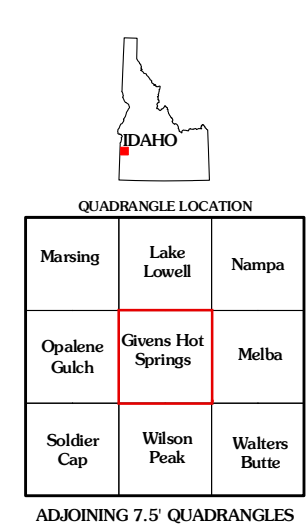 IDAHO
QUADRANGLE LOCATION
Marsing
Lake
Lowell
Nampa
Opalene
Gulch
Givens Hot
Springs
Melba
Soldier
Cap
Wilson
Peak
Walters
Butte
ADJOINING 7.5' QUADRANGLES